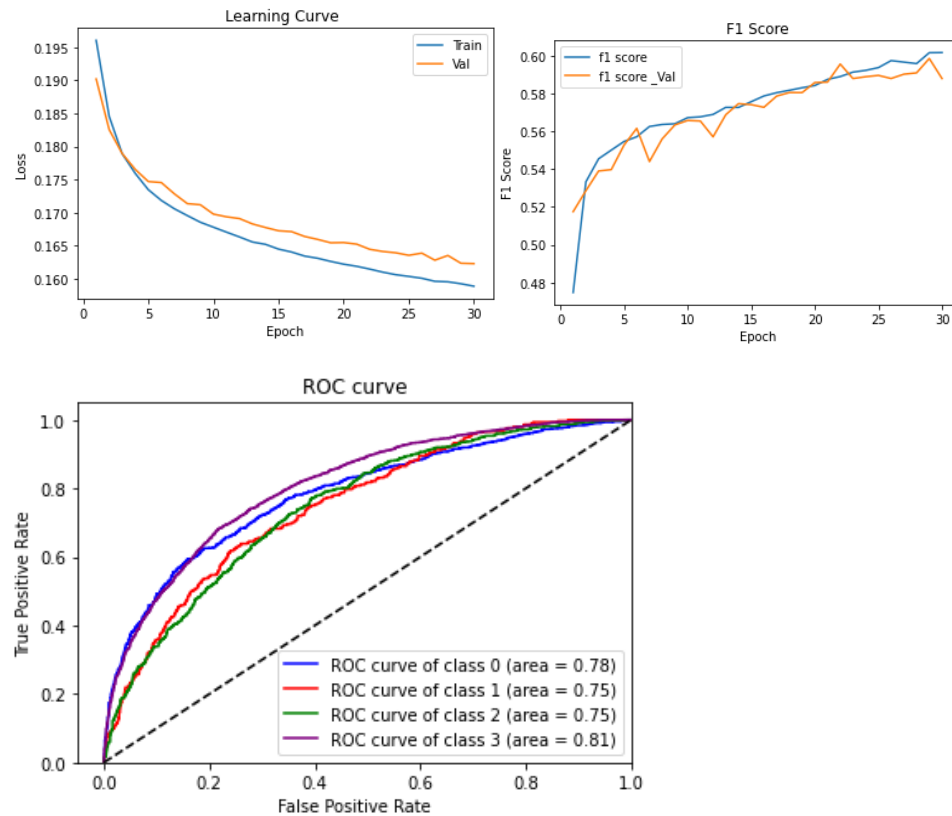 Learning Curve
0.195
0.190
0.185
0.180
0.175
0.170
0.165
0.160
Loss
Train
Val
0 5 10 15 20 25 30
Epoch
F1 Score
0.60
0.58
0.56
0.54
0.52
0.50
0.48
F1 Score
f1 score
f1 score _Val
0 5 10 15 20 25 30
Epoch
ROC curve
1.0
0.8
0.6
0.4
0.2
0.0
True Positive Rate
ROC curve of class 0 (area = 0.78)
ROC curve of class 1 (area = 0.75)
ROC curve of class 2 (area = 0.75)
ROC curve of class 3 (area = 0.81)
0.0 0.2 0.4 0.6 0.8 1.0
False Positive Rate